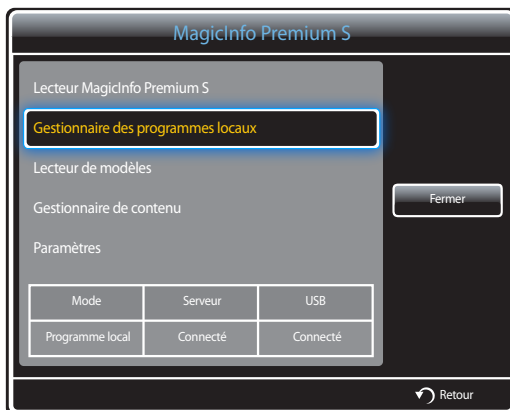 MagicInfo Premium S
Lecteur MagicInfo Premium S
Gestionnaire des programmes locaux
Lecteur de modèles
Gestionnaire de contenu
Paramètres
Fermer
Mode Serveur USB
Programme local Connecté Connecté
Retour